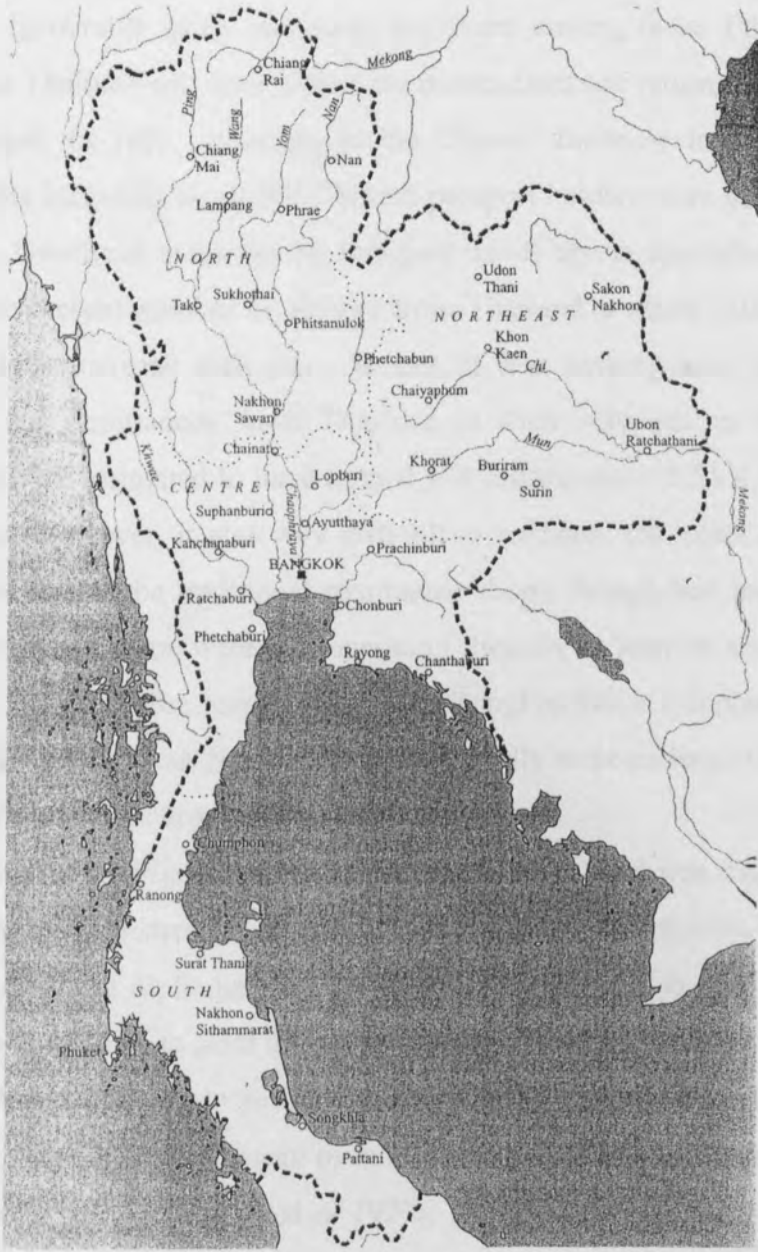 Chiang
Rai
Mekong
Ping
Wang
Yom
Nan
Chiang
Mai
Nan
Lampang
Phrae
NORTH
Udon
Thani
Sakon
Nakhon
Tak
Sukhothai
Phitsanulok
NORTHEAST
Khon
Kaen
Phetchabun
Chi
Chaiyaphum
Nakhon
Sawan
Ubon
Ratchathani
Mun
Khwae
Chainat
Khorat
Buriram
Surin
Lopburi
CENTRE
Chaophraya
Mekong
Suphanburi
Ayutthaya
Kanchanaburi
Prachinburi
BANGKOK
Ratchaburi
Chonburi
Phetchaburi
Rayong
Chanthaburi
Chumphon
Ranong
Surat Thani
SOUTH
Nakhon
Sithammarat
Phuket
Songkhla
Pattani